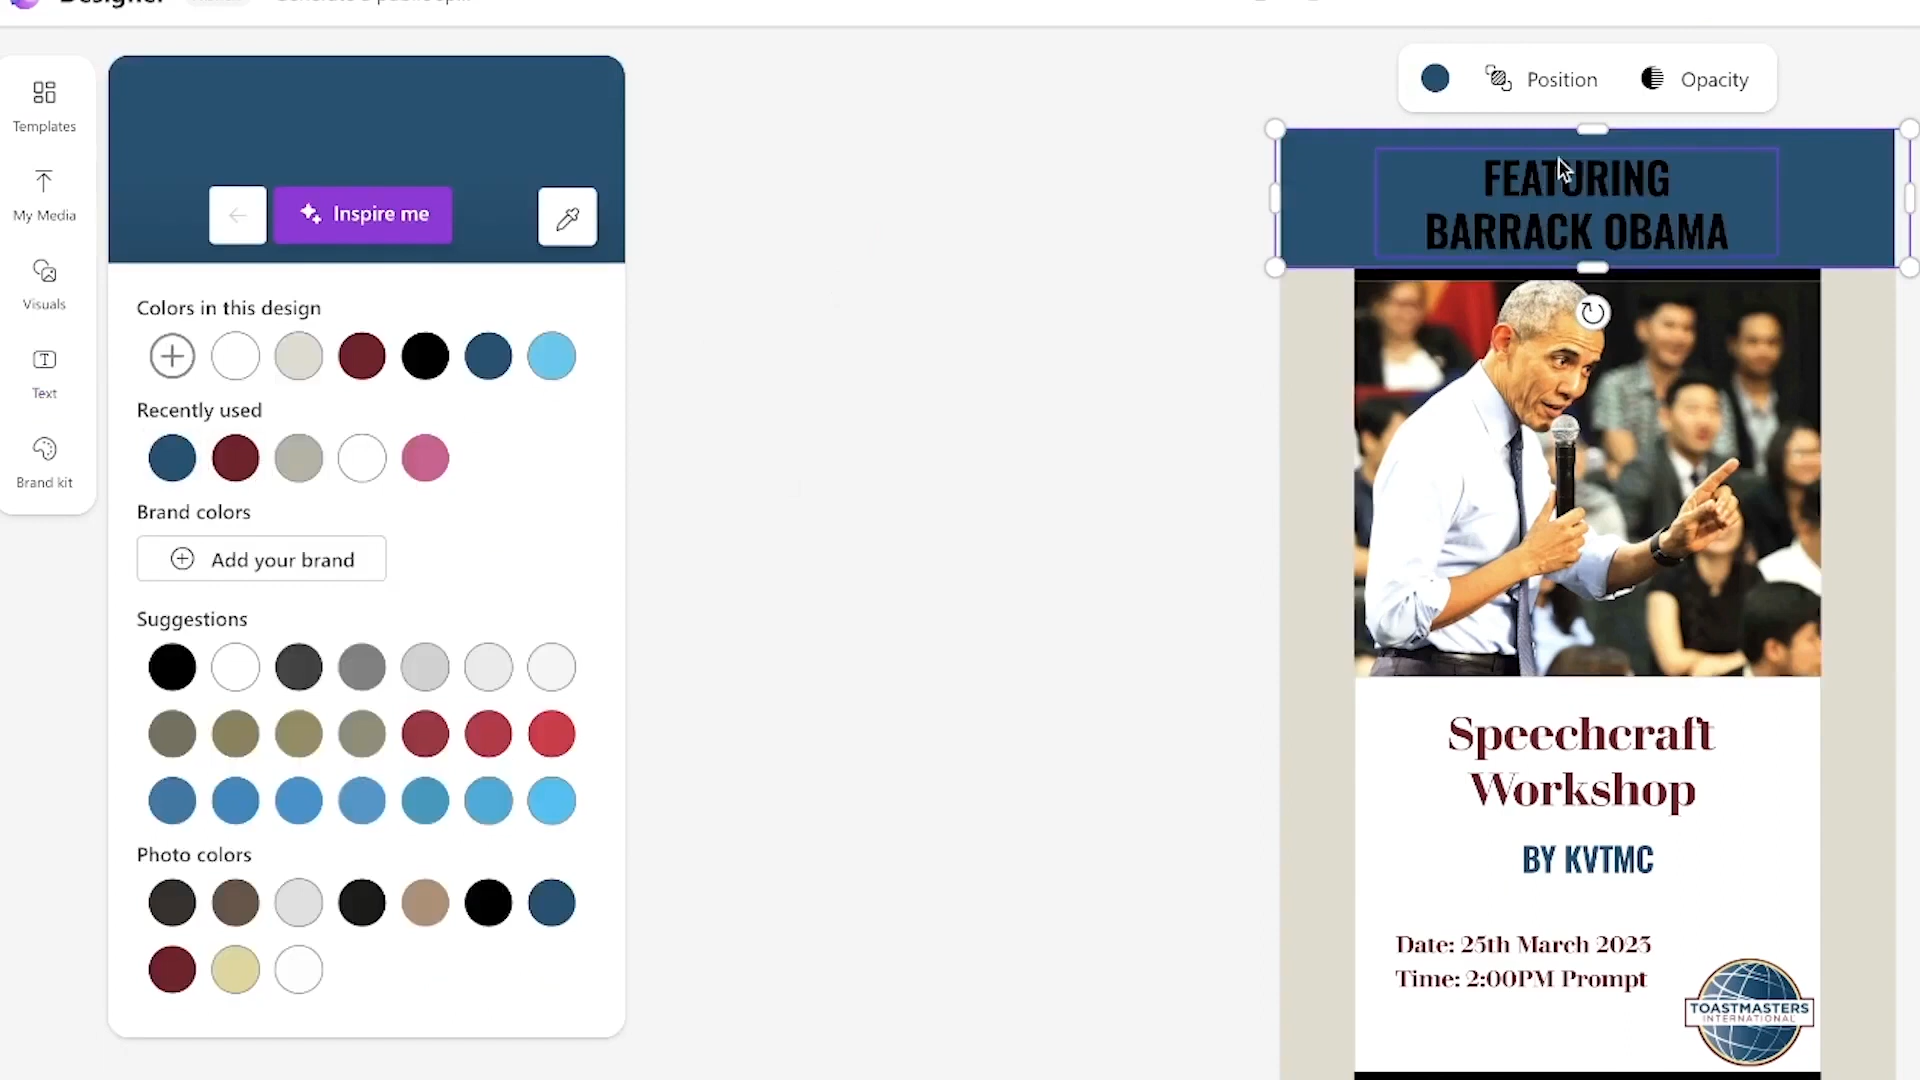 Designer
Templates
My Media
Visuals
Text
Brand kit
Inspire me
Colors in this design
Recently used
Brand colors
Add your brand
Suggestions
Photo colors
Position
Opacity
FEATURING
BARRACK OBAMA
Speechcraft
Workshop
BY KVTMC
Date: 25th March 2023
Time: 2:00PM Prompt
TOASTMASTERS
INTERNATIONAL